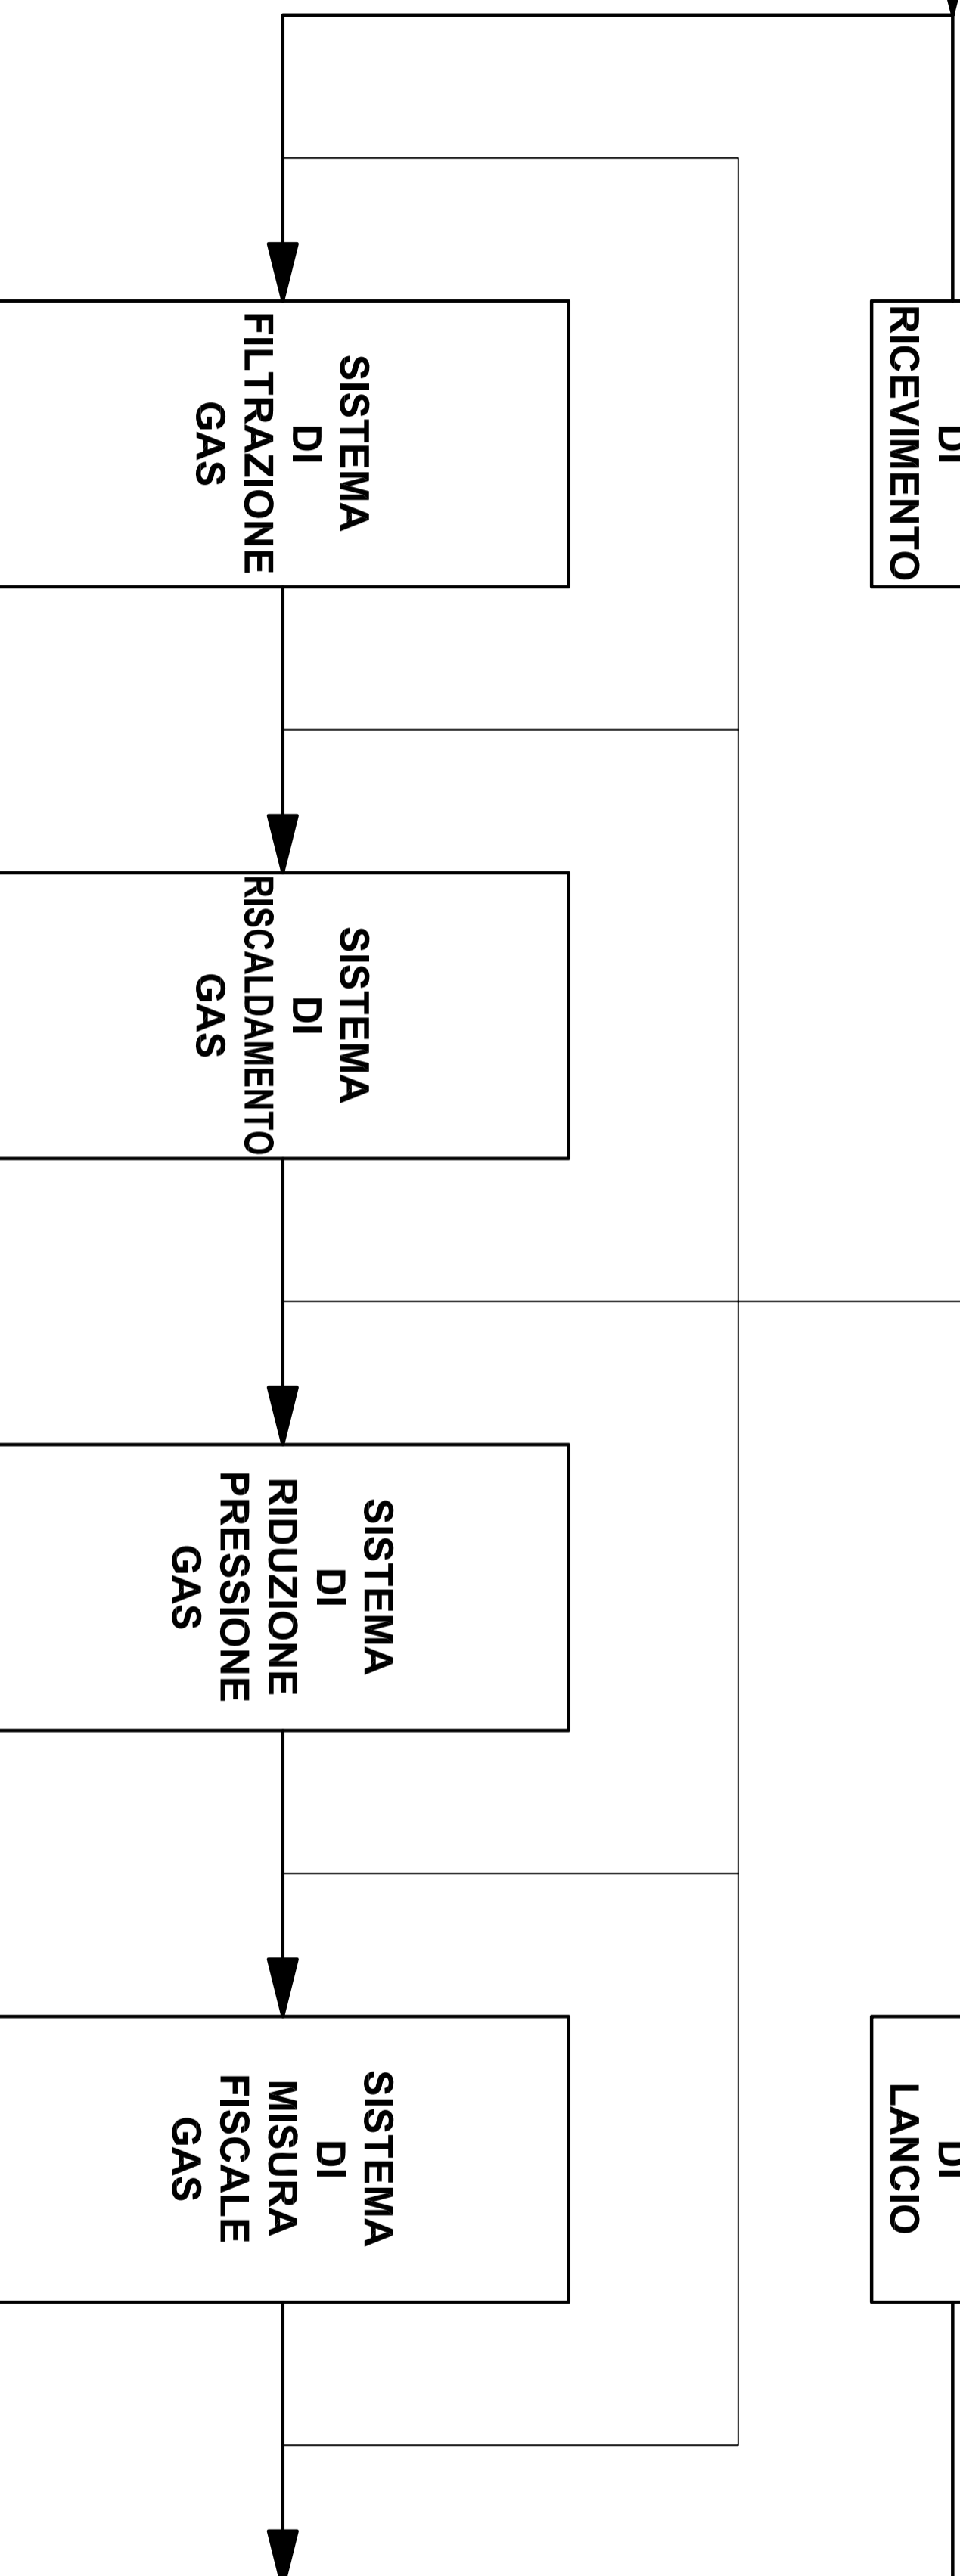 DI
RICEVIMENTO
SISTEMA
DI
FILTRAZIONE
GAS
SISTEMA
DI
RISCALDAMENTO
GAS
SISTEMA
DI
RIDUZIONE
PRESSIONE
GAS
DI
LANCIO
SISTEMA
DI
MISURA
FISCALE
GAS